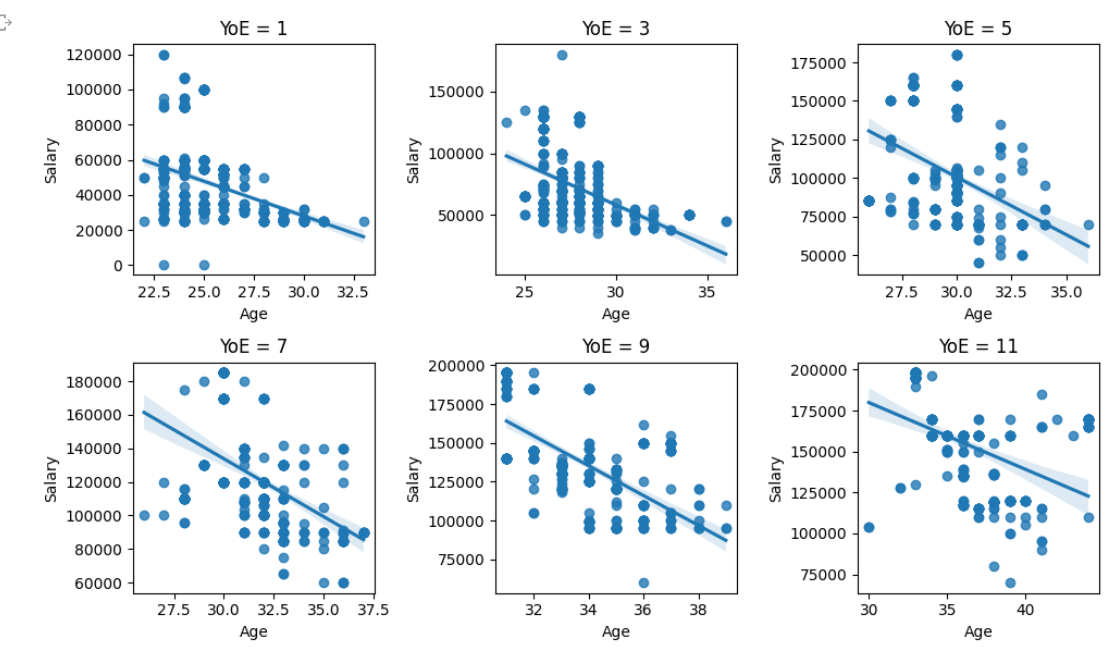 YoE = 1
120000
100000
80000
60000
40000
20000
0
Salary
22.5 25.0 27.5 30.0 32.5
Age
YoE = 3
150000
100000
50000
Salary
25 30 35
Age
YoE = 5
175000
150000
125000
100000
75000
50000
Salary
27.5 30.0 32.5 35.0
Age
YoE = 7
180000
160000
140000
120000
100000
80000
60000
Salary
27.5 30.0 32.5 35.0 37.5
Age
YoE = 9
200000
175000
150000
125000
100000
75000
Salary
32 34 36 38
Age
YoE = 11
200000
175000
150000
125000
100000
75000
Salary
30 35 40
Age